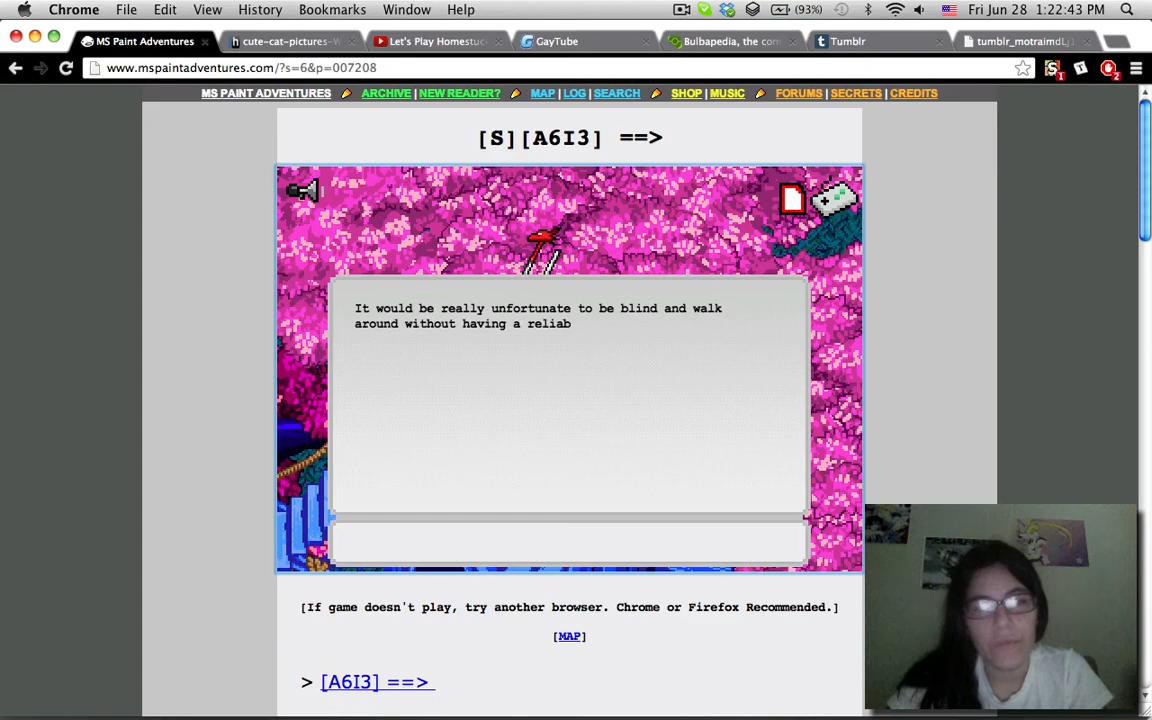 Chrome File Edit View History Bookmarks Window Help (93%) Fri Jun 28 1:22:43 PM
MS Paint Adventures cute-cat-pictures-W Let's Play Homestuc GayTube Bulbapedia, the com Tumblr tumblr_motraimdLj
www.mspaintadventures.com/?s=6&p=007208
MS PAINT ADVENTURES ARCHIVE | NEW READER? MAP | LOG | SEARCH SHOP | MUSIC FORUMS | SECRETS | CREDITS
[S][A6I3] ==>
It would be really unfortunate to be blind and walk
around without having a reliab
[If game doesn't play, try another browser. Chrome or Firefox Recommended.]
[MAP]
> [A6I3] ==>